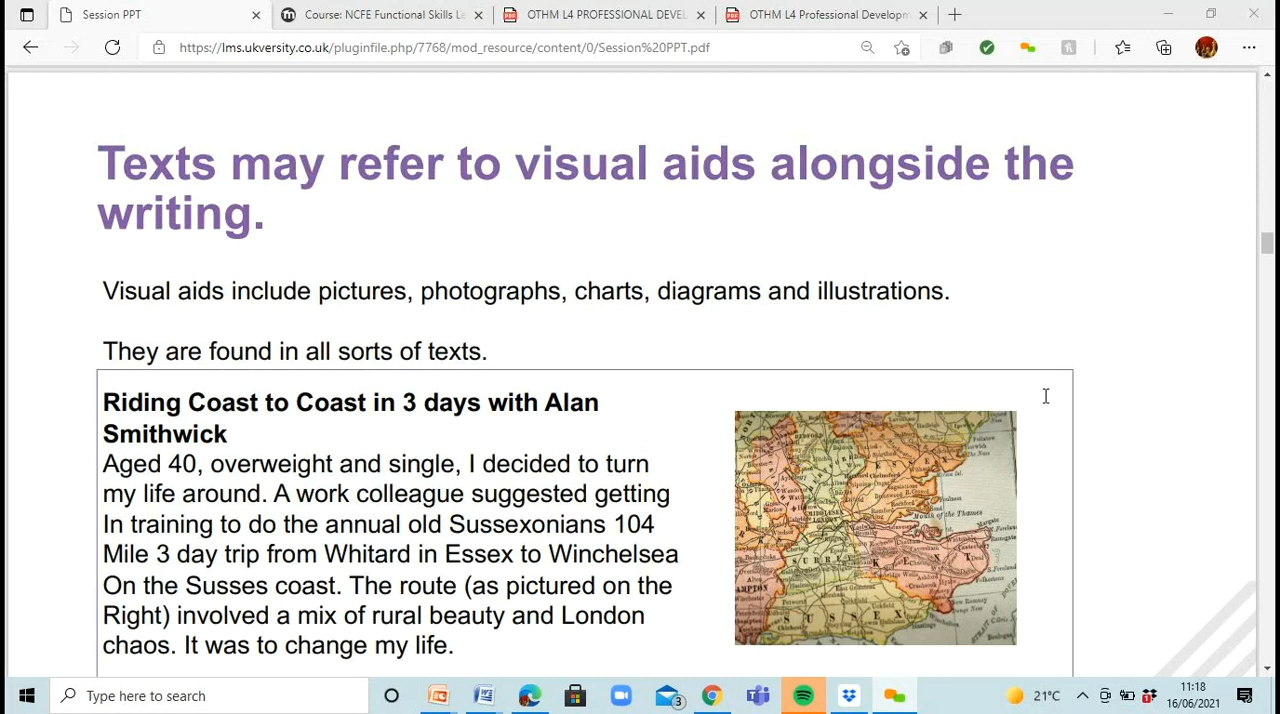 Session PPT
Course: NCFE Functional Skills Le
OTHM L4 PROFESSIONAL DEVEL
OTHM L4 Professional Developm
https://lms.ukversity.co.uk/pluginfile.php/7768/mod_resource/content/0/Session%20PPT.pdf
Texts may refer to visual aids alongside the
writing.
Visual aids include pictures, photographs, charts, diagrams and illustrations.
They are found in all sorts of texts.
Riding Coast to Coast in 3 days with Alan
Smithwick
Aged 40, overweight and single, I decided to turn
my life around. A work colleague suggested getting
In training to do the annual old Sussexonians 104
Mile 3 day trip from Whitard in Essex to Winchelsea
On the Susses coast. The route (as pictured on the
Right) involved a mix of rural beauty and London
chaos. It was to change my life.
SURREY
KENT
SUSSEX
Type here to search
3
21°C
11:18
16/06/2021